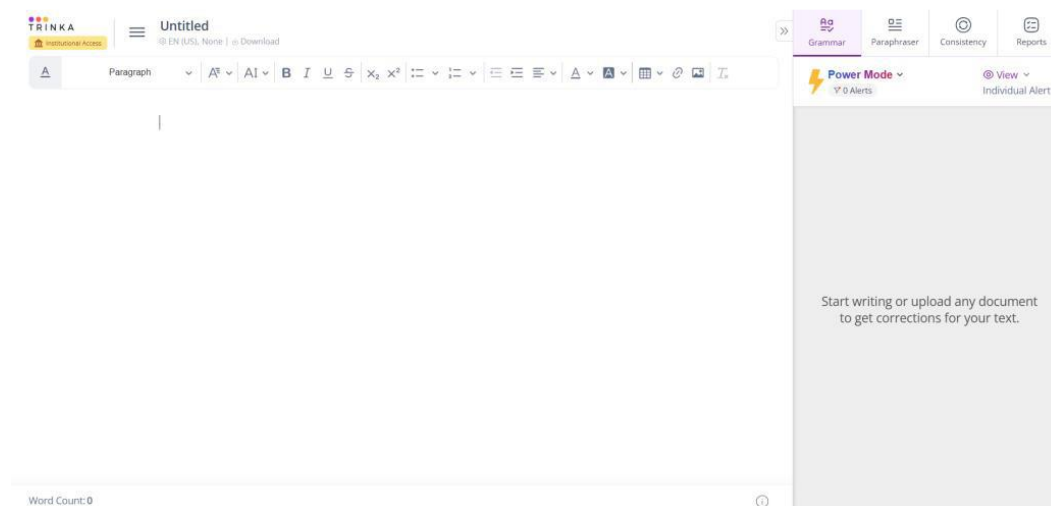 TRINKA
Institutional Access
Untitled
EN (US), None | Download
Grammar
Paraphraser
Consistency
Reports
Paragraph
Power Mode
0 Alerts
View
Individual Alert
Start writing or upload any document
to get corrections for your text.
Word Count: 0